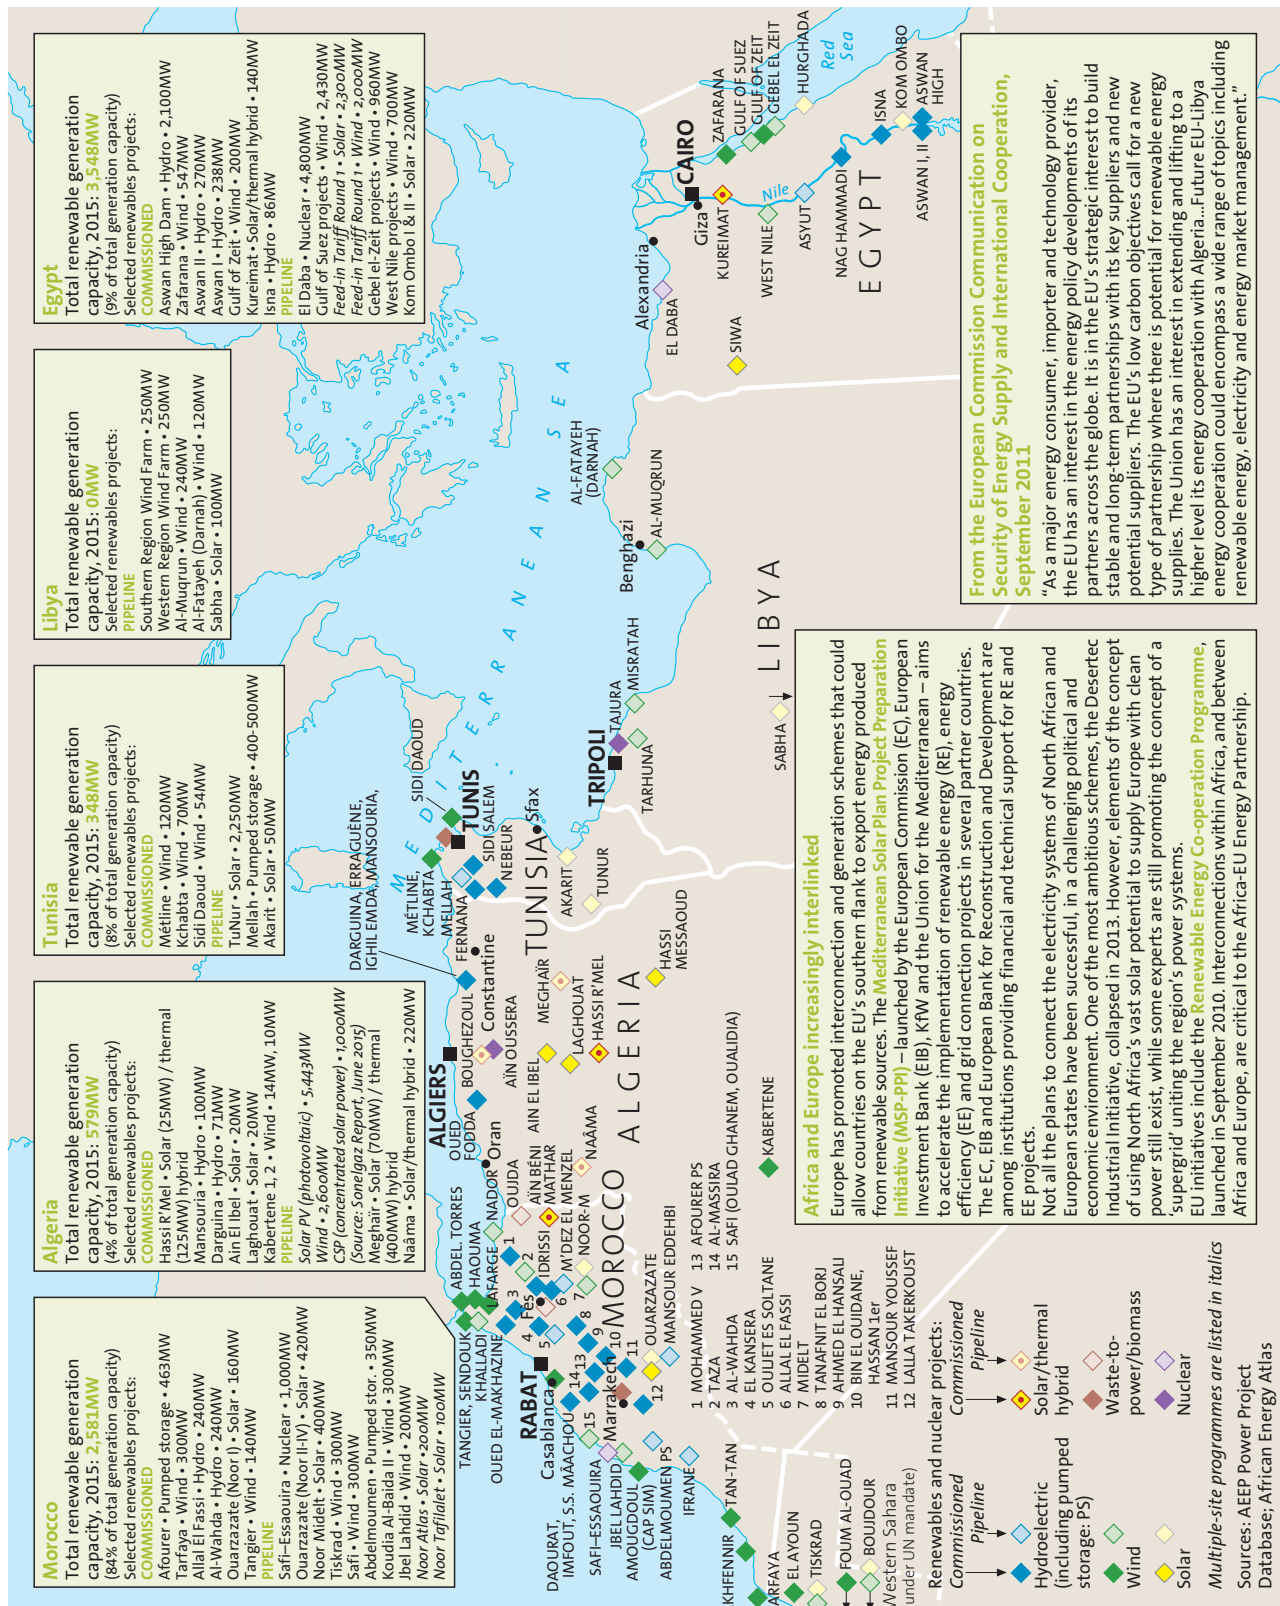 Morocco
Total renewable generation
capacity, 2015: 2,581MW
(84% of total generation capacity)
Selected renewables projects:
COMMISSIONED
Afourer • Pumped storage • 463MW
Tarfaya • Wind • 300MW
Allal El Fassi • Hydro • 240MW
Al-Wahda • Hydro • 240MW
Ouarzazate (Noor I) • Solar • 160MW
Tangier • Wind • 140MW
PIPELINE
Safi–Essaouira • Nuclear • 1,000MW
Ouarzazate (Noor II-IV) • Solar • 420MW
Noor Midelt • Solar • 400MW
Tiskrad • Wind • 300MW
Safi • Wind • 300MW
Abdelmoumen • Pumped stor. • 350MW
Koudia Al-Baida II • Wind • 300MW
Jbel Lahdid • Wind • 200MW
Noor Atlas • Solar •200MW
Noor Tafilalet • Solar • 100MW
Algeria
Total renewable generation
capacity, 2015: 579MW
(4% of total generation capacity)
Selected renewables projects:
COMMISSIONED
Hassi R'Mel • Solar (25MW) / thermal
(125MW) hybrid
Mansouria • Hydro • 100MW
Darguina • Hydro • 71MW
Ain El Ibel • Solar • 20MW
Laghouat • Solar • 20MW
Kabertene 1, 2 • Wind • 14MW, 10MW
PIPELINE
Solar PV (photovoltaic) • 5,443MW
Wind • 2,600MW
CSP (concentrated solar power) • 1,000MW
(Source: Sonelgaz Report, June 2015)
Meghair • Solar (70MW) / thermal
(400MW) hybrid
Naâma • Solar/thermal hybrid • 220MW
Tunisia
Total renewable generation
capacity, 2015: 348MW
(8% of total generation capacity)
Selected renewables projects:
COMMISSIONED
Métline • Wind • 120MW
Kchabta • Wind • 70MW
Sidi Daoud • Wind • 54MW
PIPELINE
TuNur • Solar • 2,250MW
Mellah • Pumped storage • 400-500MW
Akarit • Solar • 50MW
Libya
Total renewable generation
capacity, 2015: 0MW
Selected renewables projects:
PIPELINE
Southern Region Wind Farm • 250MW
Western Region Wind Farm • 250MW
Al-Muqrun • Wind • 240MW
Al-Fatayeh (Darnah) • Wind • 120MW
Sabha • Solar • 100MW
Egypt
Total renewable generation
capacity, 2015: 3,548MW
(9% of total generation capacity)
Selected renewables projects:
COMMISSIONED
Aswan High Dam • Hydro • 2,100MW
Zafarana • Wind • 547MW
Aswan II • Hydro • 270MW
Aswan I • Hydro • 238MW
Gulf of Zeit • Wind • 200MW
Kureimat • Solar/thermal hybrid • 140MW
Isna • Hydro • 86MW
PIPELINE
El Daba • Nuclear • 4,800MW
Gulf of Suez projects • Wind • 2,430MW
Feed-in Tariff Round 1 • Solar • 2,300MW
Feed-in Tariff Round 1 • Wind • 2,000MW
Gebel el-Zeit projects • Wind • 960MW
West Nile projects • Wind • 700MW
Kom Ombo I & II • Solar • 220MW
MEDITERRANEAN SEA
Red
Sea
Nile
TANGIER, SENDOUK
KHALLADI
OUED EL-MAKHAZINE
ABDEL. TORRES
HAOUMA
LAFARGE
NADOR
OUJDA
RABAT
Casablanca
Fes
IDRISSI
AÏN BÉNI
MATHAR
M'DEZ EL MENZEL
NOOR-M
MOROCCO
Marrakech
OUARZAZATE
MANSOUR EDDEHBI
DAOURAT,
IMFOUT, S.S. MÂACHOU
SAFI–ESSAOUIRA
JBEL LAHDID
AMOUGDOUL
(CAP SIM)
ABDELMOUMEN PS
IFRANE
TAN-TAN
KHFENNIR
ARFAYA
EL AYOUN
TISKRAD
FOUM AL-OUAD
BOUJDOUR
Western Sahara
(under UN mandate)
1
2
3
4
5
6
7
8
9
10
11
12
13
14
15
ALGIERS
OUED
FODDA
Oran
BOUGHEZOUL
Constantine
AÏN OUSSERA
AIN EL IBEL
MEGHAÏR
LAGHOUAT
HASSI R'MEL
HASSI
MESSAOUD
NAÂMA
KABERTENE
ALGERIA
DARGUINA, ERRAGUÈNE,
IGHIL EMDA, MANSOURIA,
MÉTLINE,
KCHABTA
MELLAH
FERNANA
SIDI DAOUD
TUNIS
SIDI SALEM
NEBEUR
Sfax
TUNISIA
AKARIT
TUNUR
TRIPOLI
TAJURA
MISRATAH
TARHUNA
SABHA
LIBYA
Benghazi
AL-MUQRUN
AL-FATAYEH
(DARNAH)
SIWA
Alexandria
EL DABA
CAIRO
Giza
KUREIMAT
WEST NILE
ASYUT
NAG HAMMADI
EGYPT
ASWAN I, II
ZAFARANA
GULF OF SUEZ
GULF OF ZEIT
GEBEL EL ZEIT
HURGHADA
ISNA
KOM OMBO
ASWAN
HIGH
1 MOHAMMED V
2 TAZA
3 AL-WAHDA
4 EL KANSERA
5 OULJET ES SOLTANE
6 ALLAL EL FASSI
7 MIDELT
8 TANAFNIT EL BORJ
9 AHMED EL HANSALI
10 BIN EL OUIDANE,
HASSAN 1er
11 MANSOUR YOUSSEF
12 LALLA TAKERKOUST
13 AFOURER PS
14 AL-MASSIRA
15 SAFI (OULAD GHANEM, OUALIDIA)
Renewables and nuclear projects:
Commissioned
Pipeline
Hydroelectric
(including pumped
storage: PS)
Wind
Solar
Commissioned
Pipeline
Solar/thermal
hybrid
Waste-to-
power/biomass
Nuclear
Multiple-site programmes are listed in italics
Sources: AEEP Power Project
Database; African Energy Atlas
Africa and Europe increasingly interlinked
Europe has promoted interconnection and generation schemes that could
allow countries on the EU's southern flank to export energy produced
from renewable sources. The Mediterranean Solar Plan Project Preparation
Initiative (MSP-PPI) – launched by the European Commission (EC), European
Investment Bank (EIB), KfW and the Union for the Mediterranean – aims
to accelerate the implementation of renewable energy (RE), energy
efficiency (EE) and grid connection projects in several partner countries.
The EC, EIB and European Bank for Reconstruction and Development are
among institutions providing financial and technical support for RE and
EE projects.
Not all the plans to connect the electricity systems of North African and
European states have been successful, in a challenging political and
economic environment. One of the most ambitious schemes, the Desertec
Industrial Initiative, collapsed in 2013. However, elements of the concept
of using North Africa's vast solar potential to supply Europe with clean
power still exist, while some experts are still promoting the concept of a
'supergrid' uniting the region's power systems.
EU initiatives include the Renewable Energy Co-operation Programme,
launched in September 2010. Interconnections within Africa, and between
Africa and Europe, are critical to the Africa-EU Energy Partnership.
From the European Commission Communication on
Security of Energy Supply and International Cooperation,
September 2011
"As a major energy consumer, importer and technology provider,
the EU has an interest in the energy policy developments of its
partners across the globe. It is in the EU's strategic interest to build
stable and long-term partnerships with its key suppliers and new
potential suppliers. The EU's low carbon objectives call for a new
type of partnership where there is potential for renewable energy
supplies. The Union has an interest in extending and lifting to a
higher level its energy cooperation with Algeria...Future EU-Libya
energy cooperation could encompass a wide range of topics including
renewable energy, electricity and energy market management."